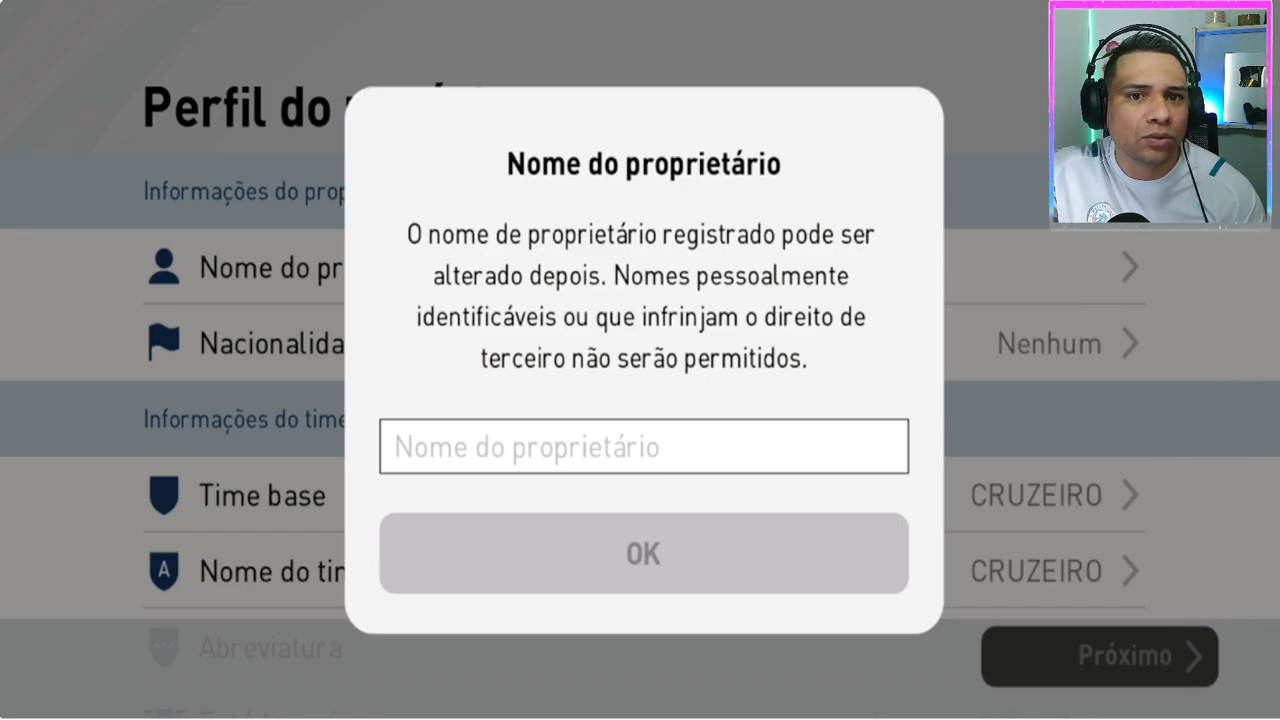 Perfil do
Nome do proprietário
Informações do prop
O nome de proprietário registrado pode ser
alterado depois. Nomes pessoalmente
identificáveis ou que infrinjam o direito de
terceiro não serão permitidos.
Nome do pr
Nacionalida
Nenhum
Informações do time
Nome do proprietário
Time base
CRUZEIRO
OK
A
Nome do tim
CRUZEIRO
Abreviatura
Próximo